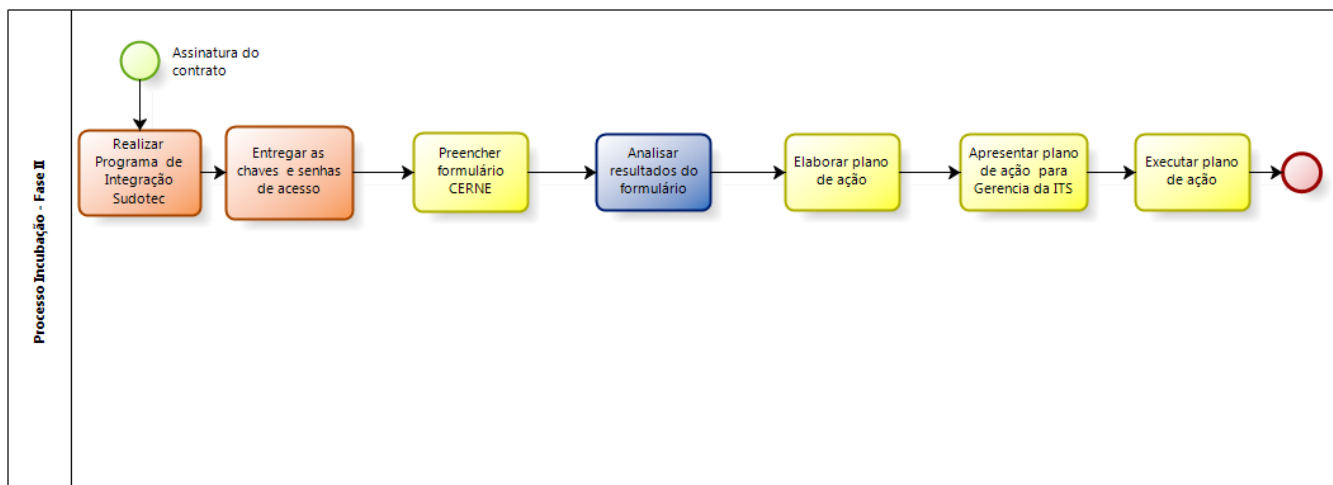 Processo Incubação - Fase II
Assinatura do
contrato
Realizar
Programa de
Integração
Sudotec
Entregar as
chaves e senhas
de acesso
Preencher
formulário
CERNE
Analisar
resultados do
formulário
Elaborar plano
de ação
Apresentar plano
de ação para
Gerencia da ITS
Executar plano
de ação